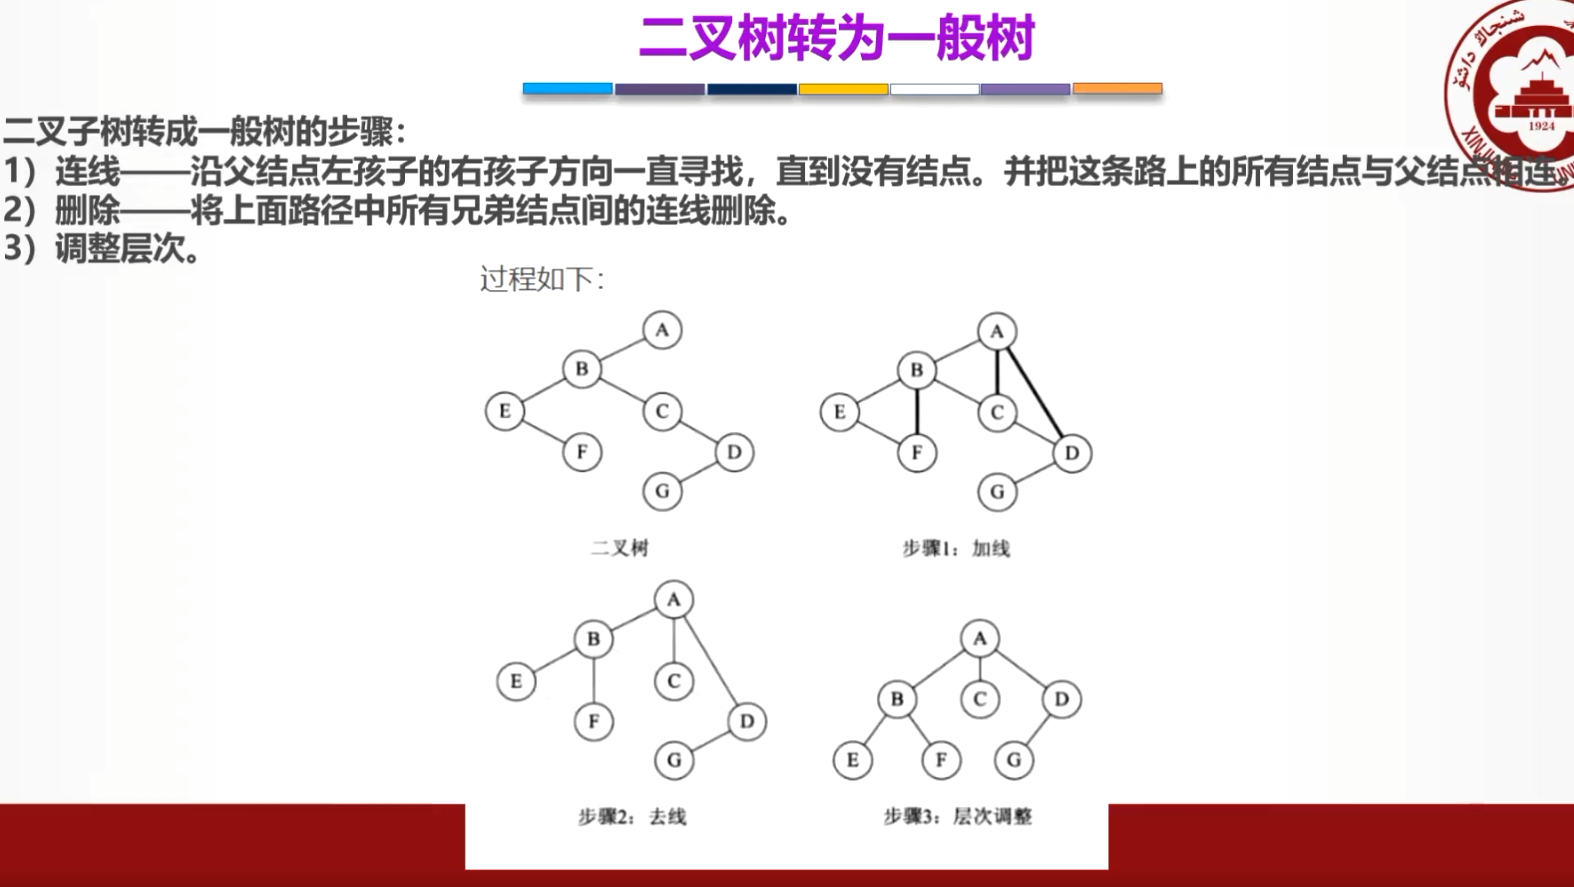 二叉树转为一般树
二叉子树转成一般树的步骤：
1）连线——沿父结点左孩子的右孩子方向一直寻找，直到没有结点。并把这条路上的所有结点与父结点相连。
2）删除——将上面路径中所有兄弟结点间的连线删除。
3）调整层次。
1924
过程如下：
A
B
E
C
F
D
G
二叉树
A
B
E
C
F
D
G
步骤1：加线
A
B
E
C
F
D
G
步骤2：去线
A
B
C
D
E
F
G
步骤3：层次调整